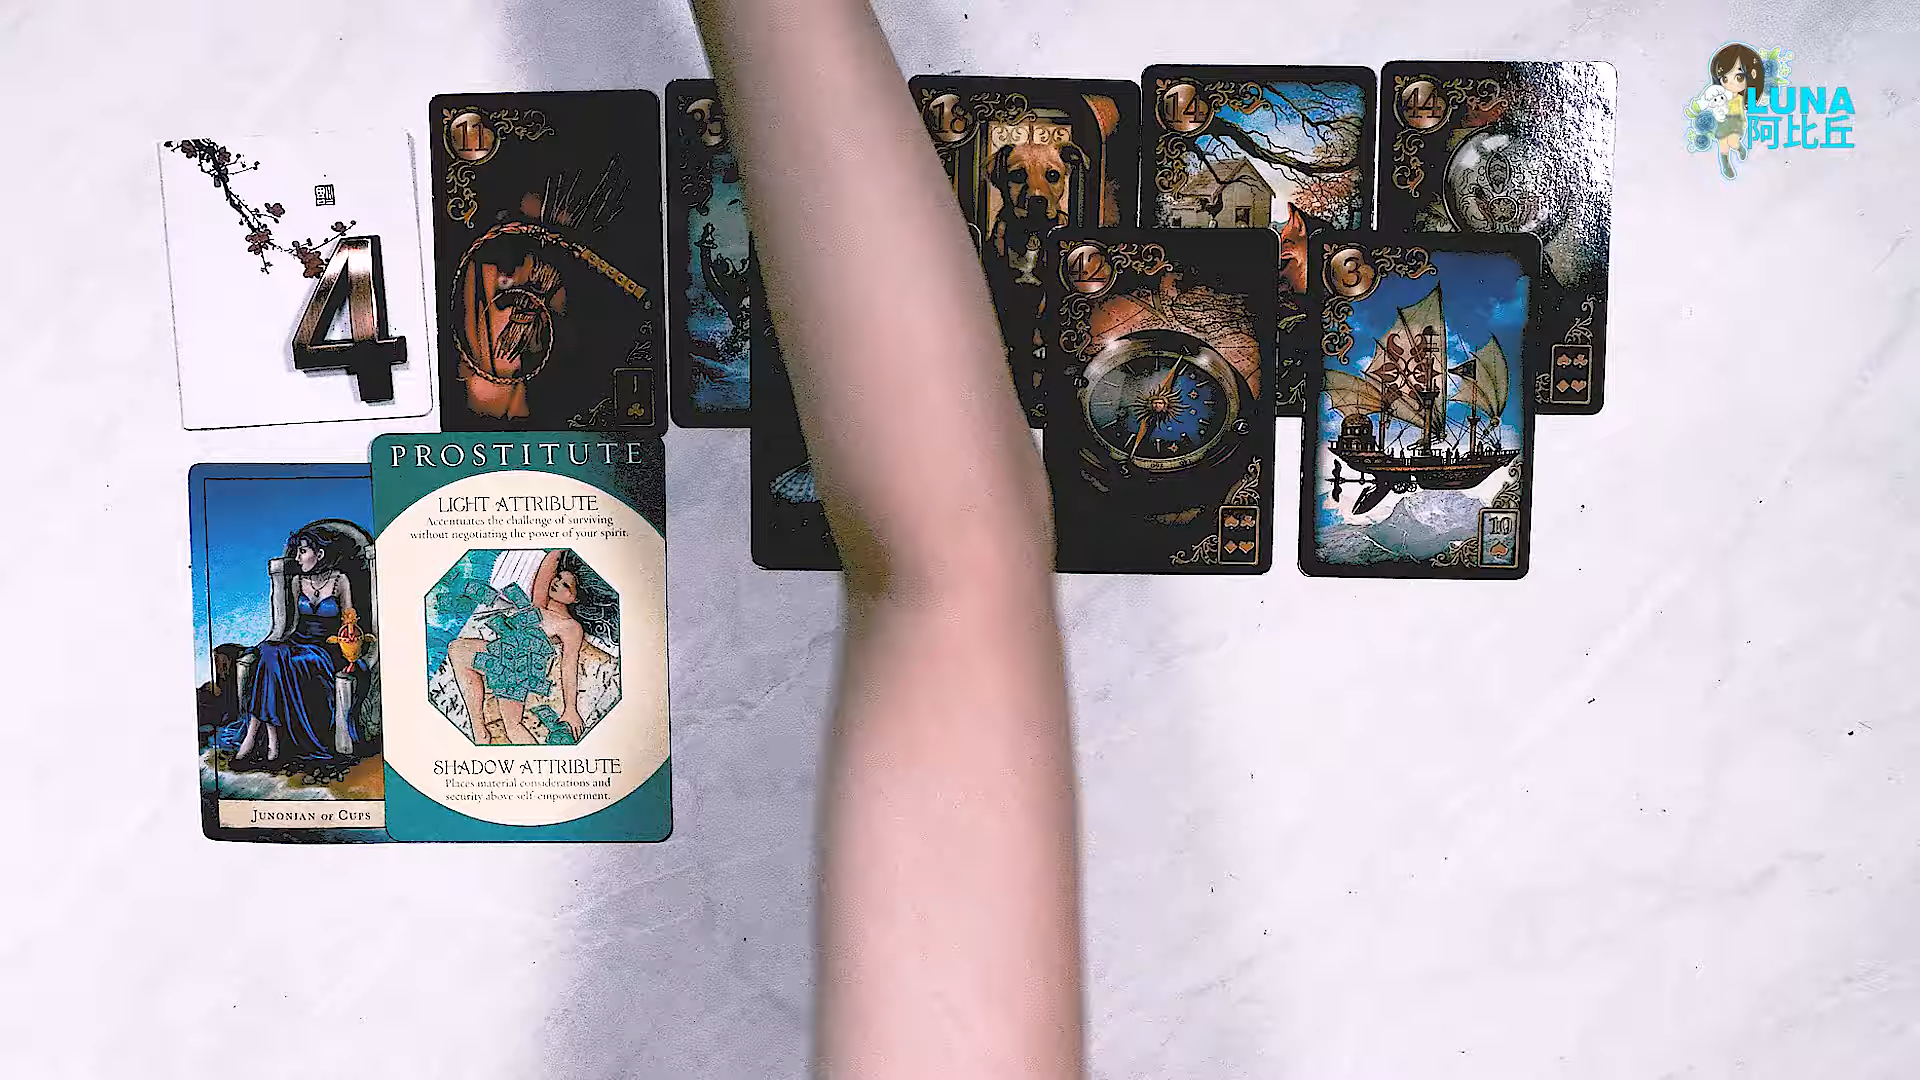 LUNA
阿比丘
11
35
18
14
44
4
42
3
1
10
PROSTITUTE
LIGHT ATTRIBUTE
Accentuates the challenge of surviving
without negotiating the power of your spirit.
SHADOW ATTRIBUTE
Places material considerations and
security above self-empowerment.
JUNONIAN OF CUPS